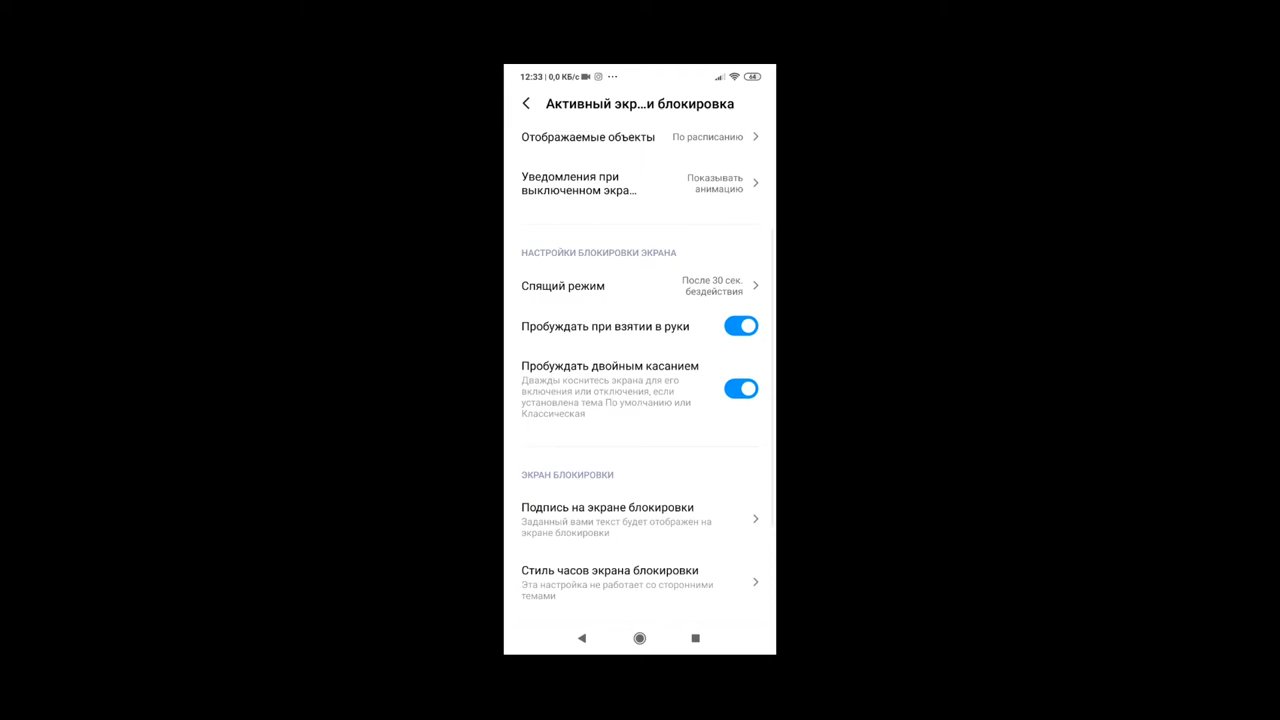 12:33 | 0,0 КБ/с ...
64
Активный экр...и блокировка
Отображаемые объекты
По расписанию
Уведомления при
выключенном экра...
Показывать
анимацию
НАСТРОЙКИ БЛОКИРОВКИ ЭКРАНА
Спящий режим
После 30 сек.
бездействия
Пробуждать при взятии в руки
Пробуждать двойным касанием
Дважды коснитесь экрана для его
включения или отключения, если
установлена тема По умолчанию или
Классическая
ЭКРАН БЛОКИРОВКИ
Подпись на экране блокировки
Заданный вами текст будет отображен на
экране блокировки
Стиль часов экрана блокировки
Эта настройка не работает со сторонними
темами